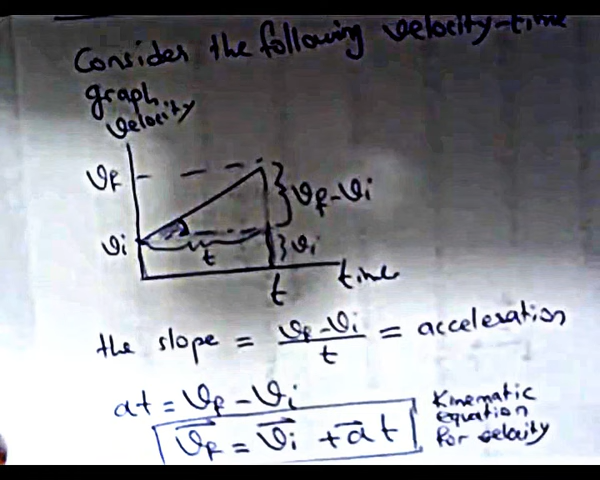 Consider the following velocity-time
graph.
velocity
vf
vf-vi
vi
t
vi
t
time
the slope = vf-vi/t = acceleration
at = vf-vi
vf = vi + at
Kinematic
equation
for velocity